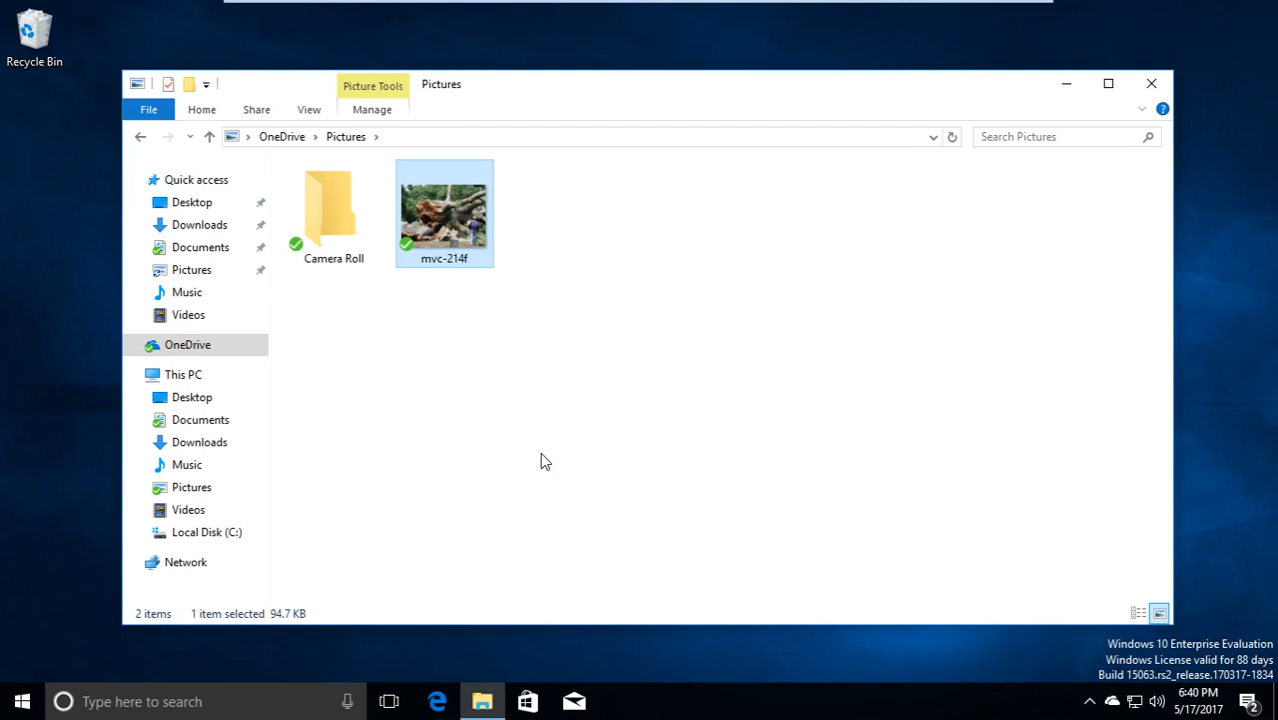 Recycle Bin
Picture Tools
Pictures
File
Home
Share
View
Manage
OneDrive
Pictures
Search Pictures
Quick access
Desktop
Downloads
Documents
Pictures
Music
Videos
OneDrive
This PC
Desktop
Documents
Downloads
Music
Pictures
Videos
Local Disk (C:)
Network
Camera Roll
mvc-214f
2 items
1 item selected 94.7 KB
Windows 10 Enterprise Evaluation
Windows License valid for 88 days
Build 15063.rs2_release.170317-1834
Type here to search
6:40 PM
5/17/2017
2